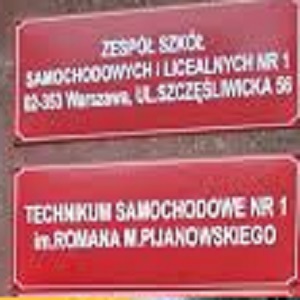 ZESPÓŁ SZKÓŁ
SAMOCHODOWYCH I LICEALNYCH NR 1
02-353 Warszawa, UL.SZCZĘŚLIWICKA 56
TECHNIKUM SAMOCHODOWE NR 1
im.ROMANA M.PIJANOWSKIEGO